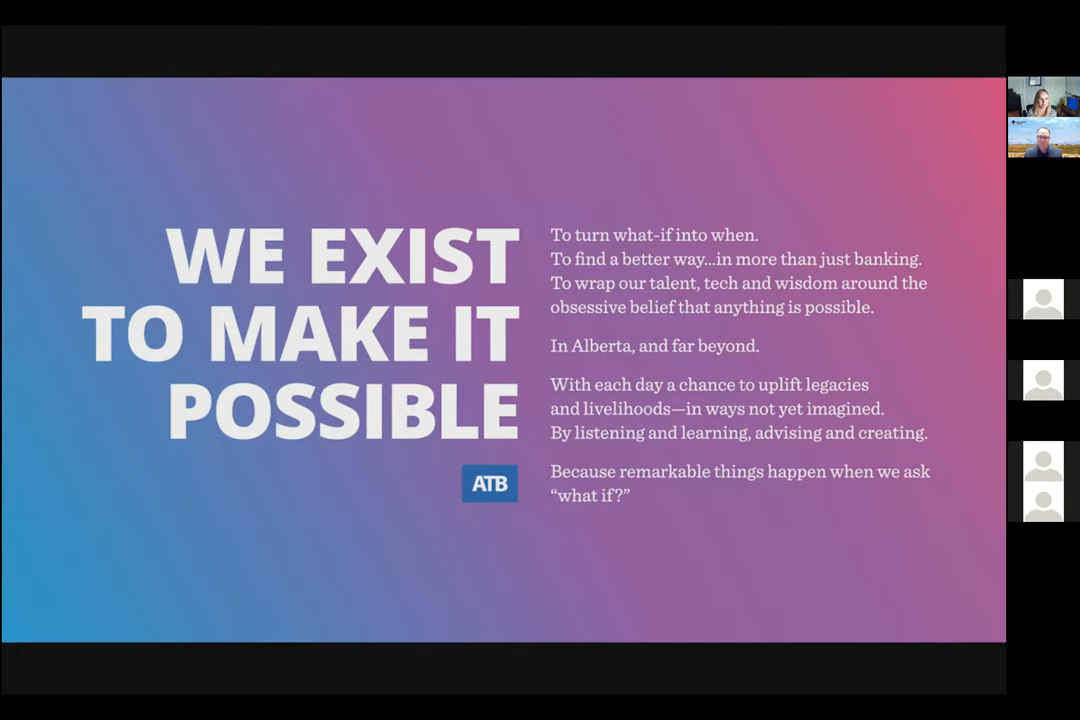 WE EXIST
TO MAKE IT
POSSIBLE
ATB
To turn what-if into when.
To find a better way...in more than just banking.
To wrap our talent, tech and wisdom around the
obsessive belief that anything is possible.
In Alberta, and far beyond.
With each day a chance to uplift legacies
and livelihoods—in ways not yet imagined.
By listening and learning, advising and creating.
Because remarkable things happen when we ask
“what if?”